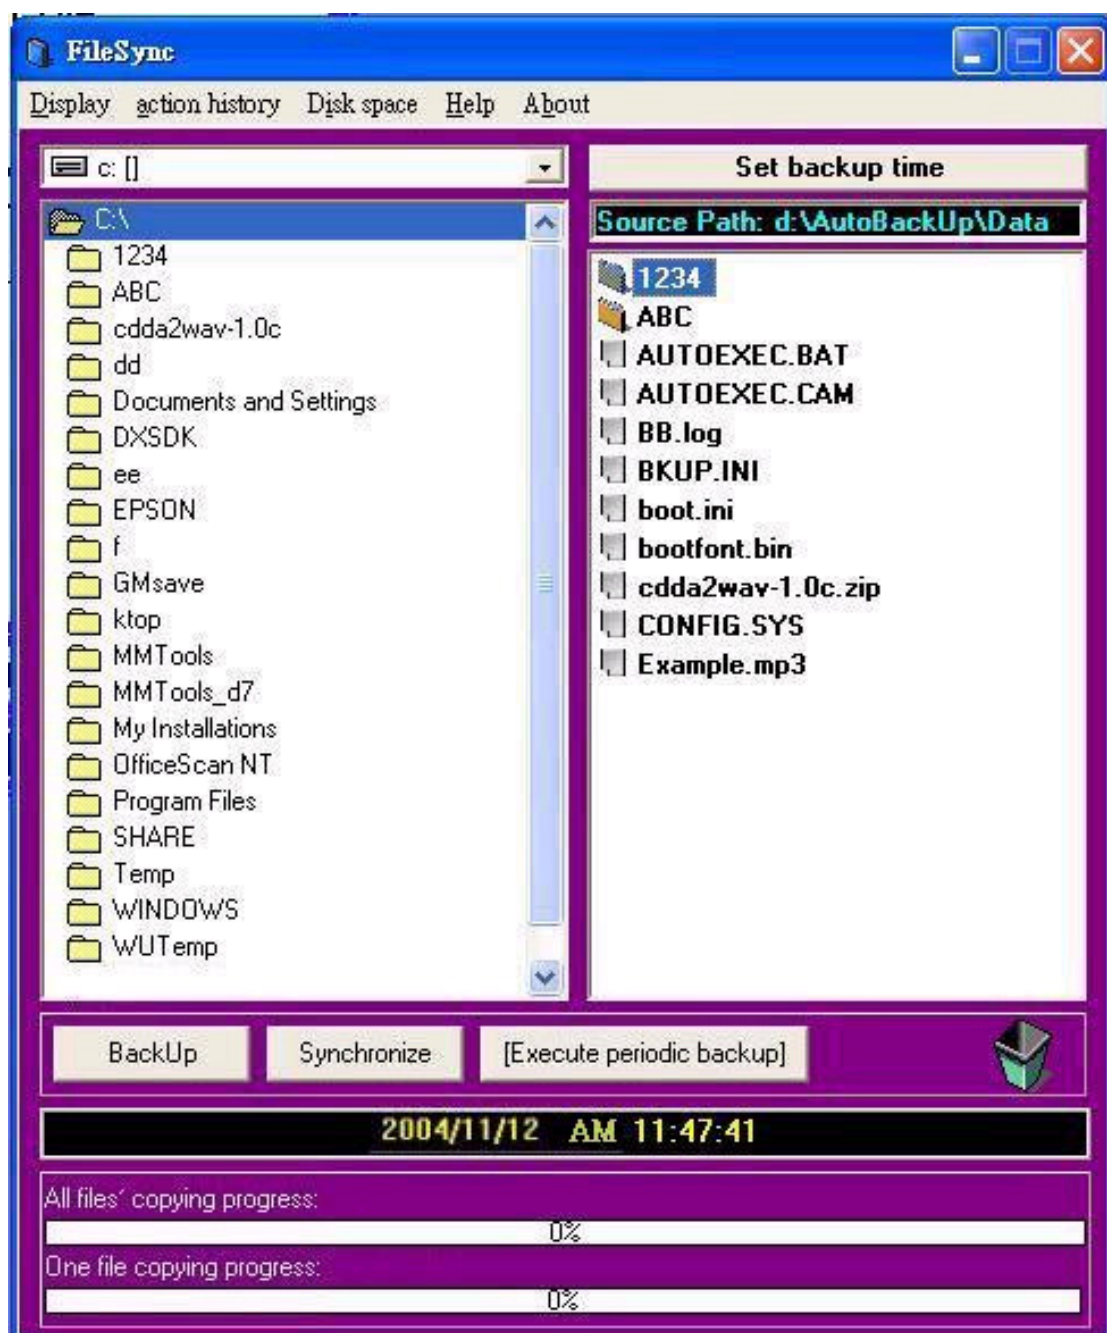 FileSync
Display action history Disk space Help About
c: []
Set backup time
Source Path: d:\AutoBackUp\Data
C:\
1234
ABC
cdda2wav-1.0c
dd
Documents and Settings
DXSDK
ee
EPSON
f
GMsave
ktop
MMTools
MMTools_d7
My Installations
OfficeScan NT
Program Files
SHARE
Temp
WINDOWS
WUTemp
1234
ABC
AUTOEXEC.BAT
AUTOEXEC.CAM
BB.log
BKUP.INI
boot.ini
bootfont.bin
cdda2wav-1.0c.zip
CONFIG.SYS
Example.mp3
BackUp
Synchronize
[Execute periodic backup]
2004/11/12 AM 11:47:41
All files' copying progress:
0%
One file copying progress:
0%